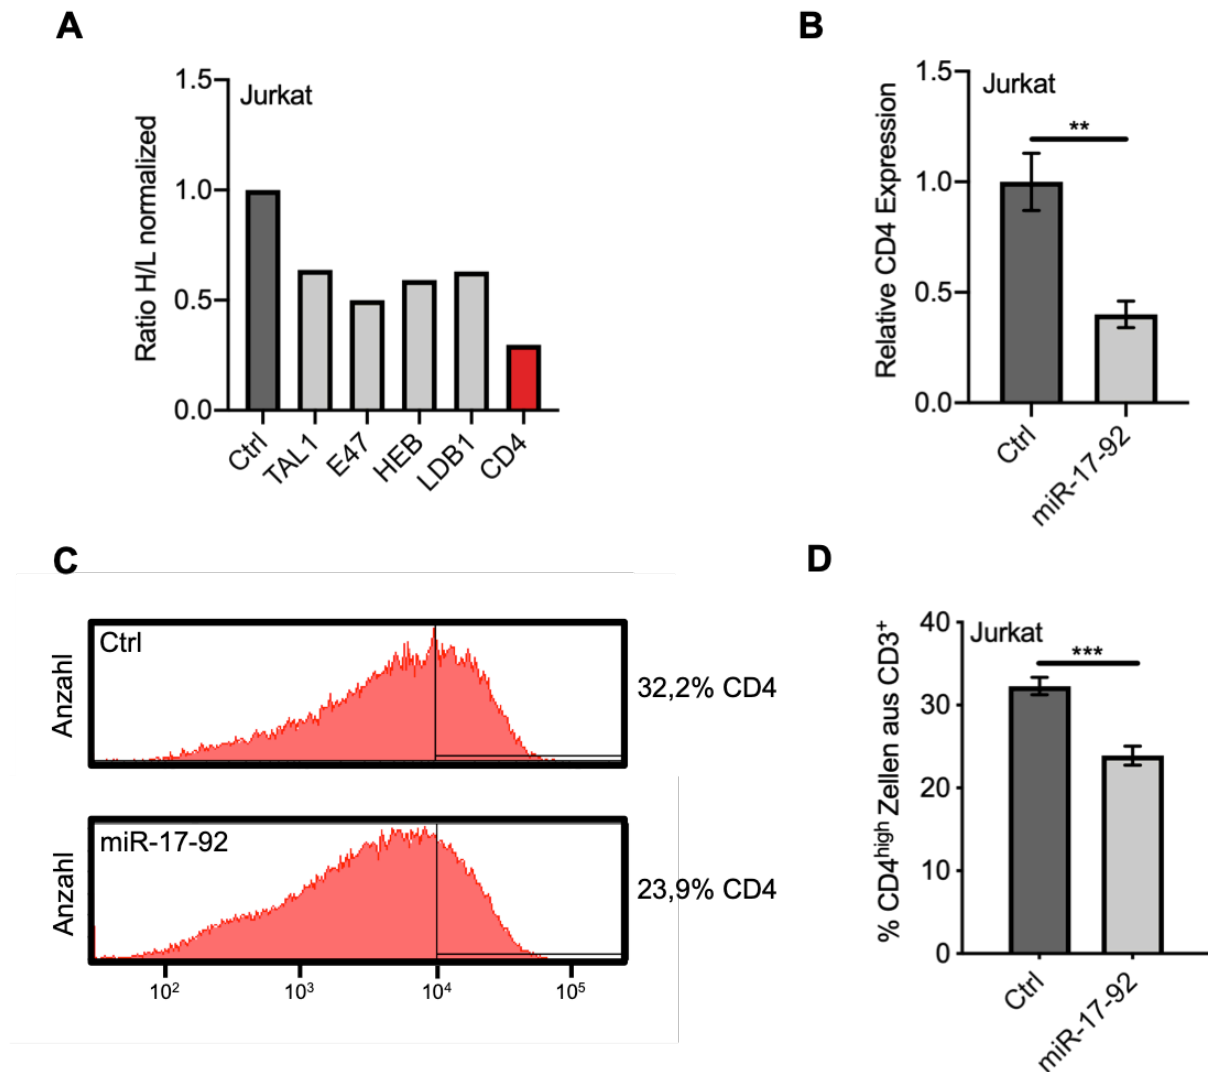 A
Ratio H/L normalized
1.5
1.0
0.5
0.0
Jurkat
Ctrl
TAL1
E47
HEB
LDB1
CD4
B
Relative CD4 Expression
1.5
1.0
0.5
0.0
Jurkat
**
Ctrl
miR-17-92
C
Anzahl
Ctrl
32,2% CD4
Anzahl
miR-17-92
23,9% CD4
10² 10³ 10⁴ 10⁵
D
% CD4ʰⁱᵍʰ Zellen aus CD3⁺
40
30
20
10
0
Jurkat
***
Ctrl
miR-17-92